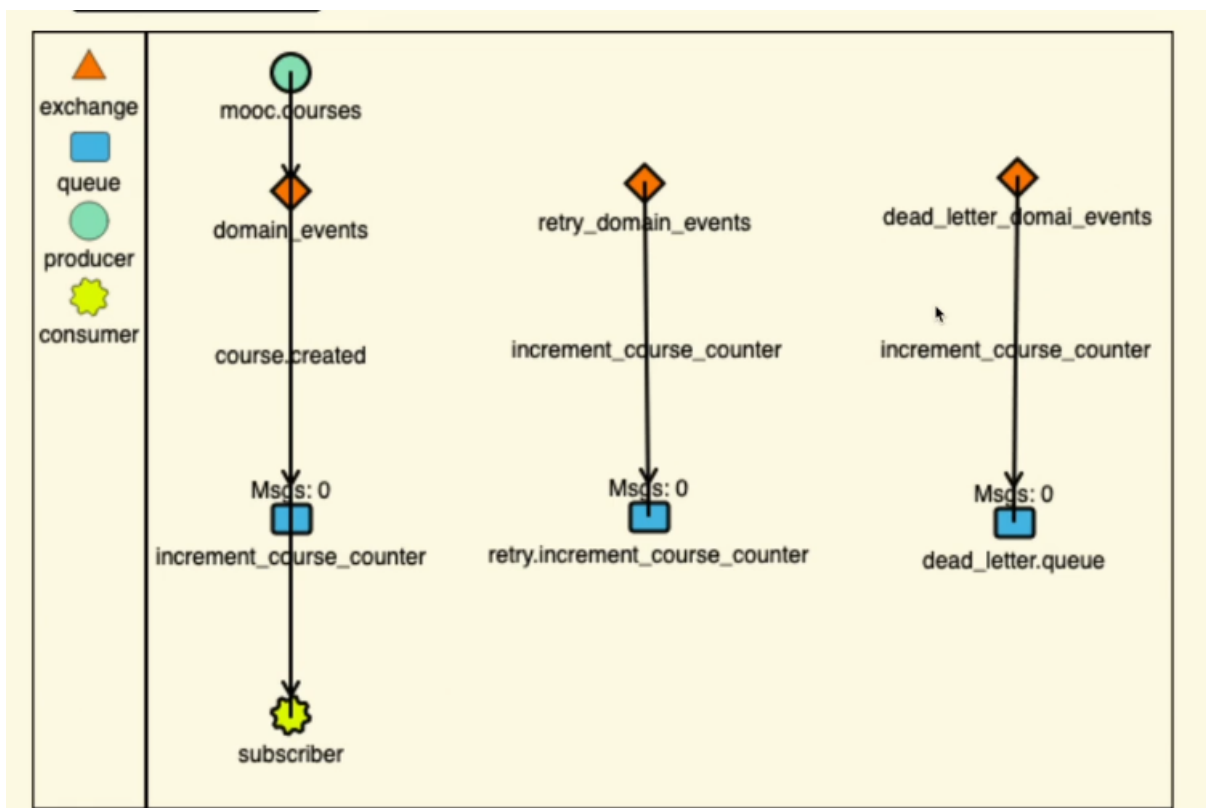 exchange
queue
producer
consumer
mooc.courses
domain_events
course.created
Msgs: 0
increment_course_counter
subscriber
retry_domain_events
increment_course_counter
Msgs: 0
retry.increment_course_counter
dead_letter_domai_events
increment_course_counter
Msgs: 0
dead_letter.queue